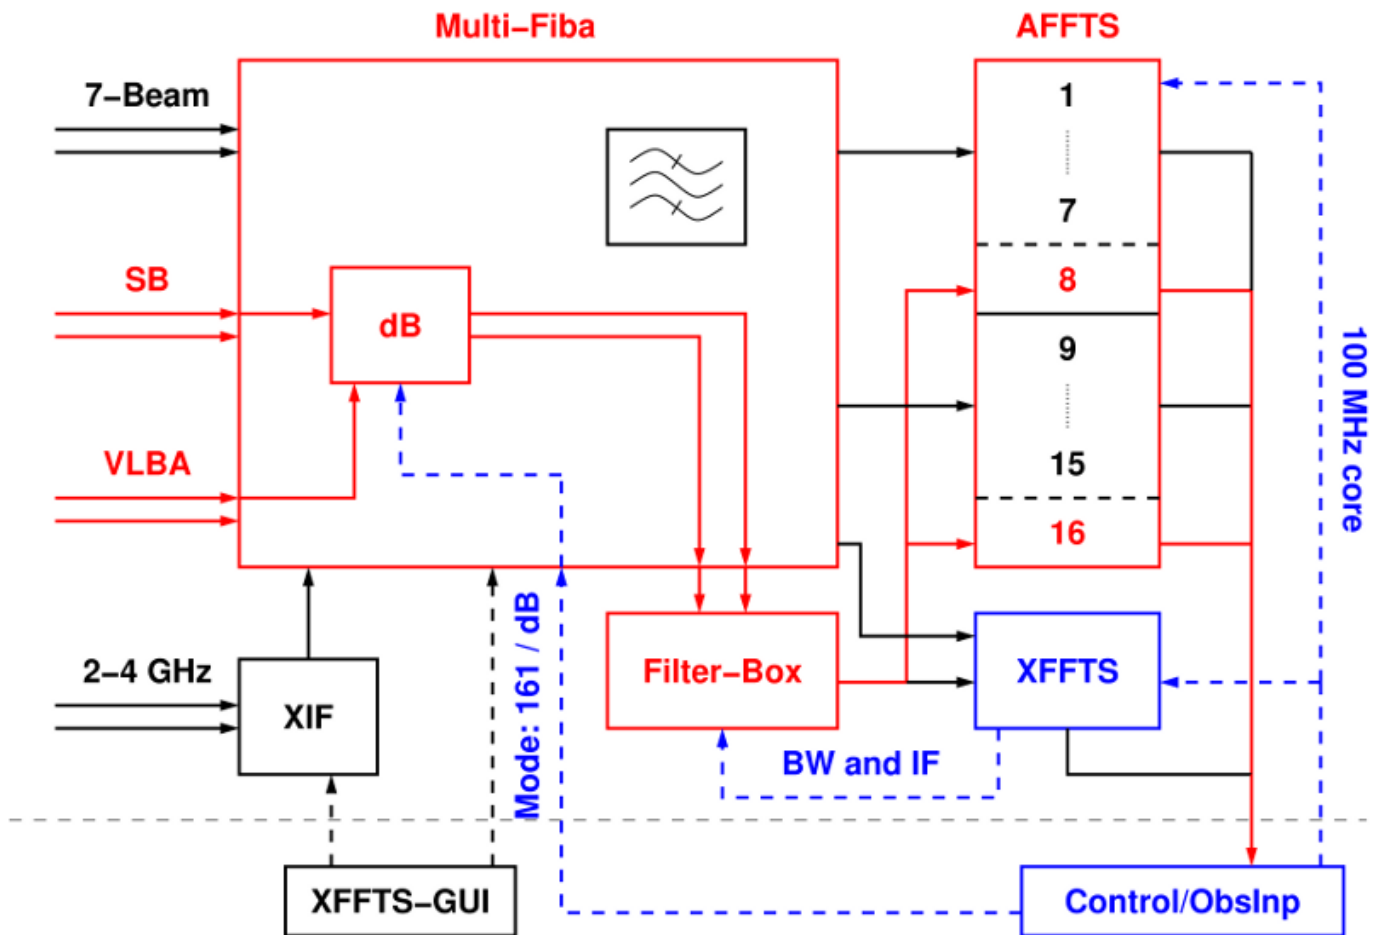 Multi–Fiba
AFFTS
7–Beam
1
7
SB
8
dB
9
100 MHz core
VLBA
15
16
2–4 GHz
XIF
Mode: 161 / dB
Filter–Box
XFFTS
BW and IF
XFFTS–GUI
Control/ObsInp